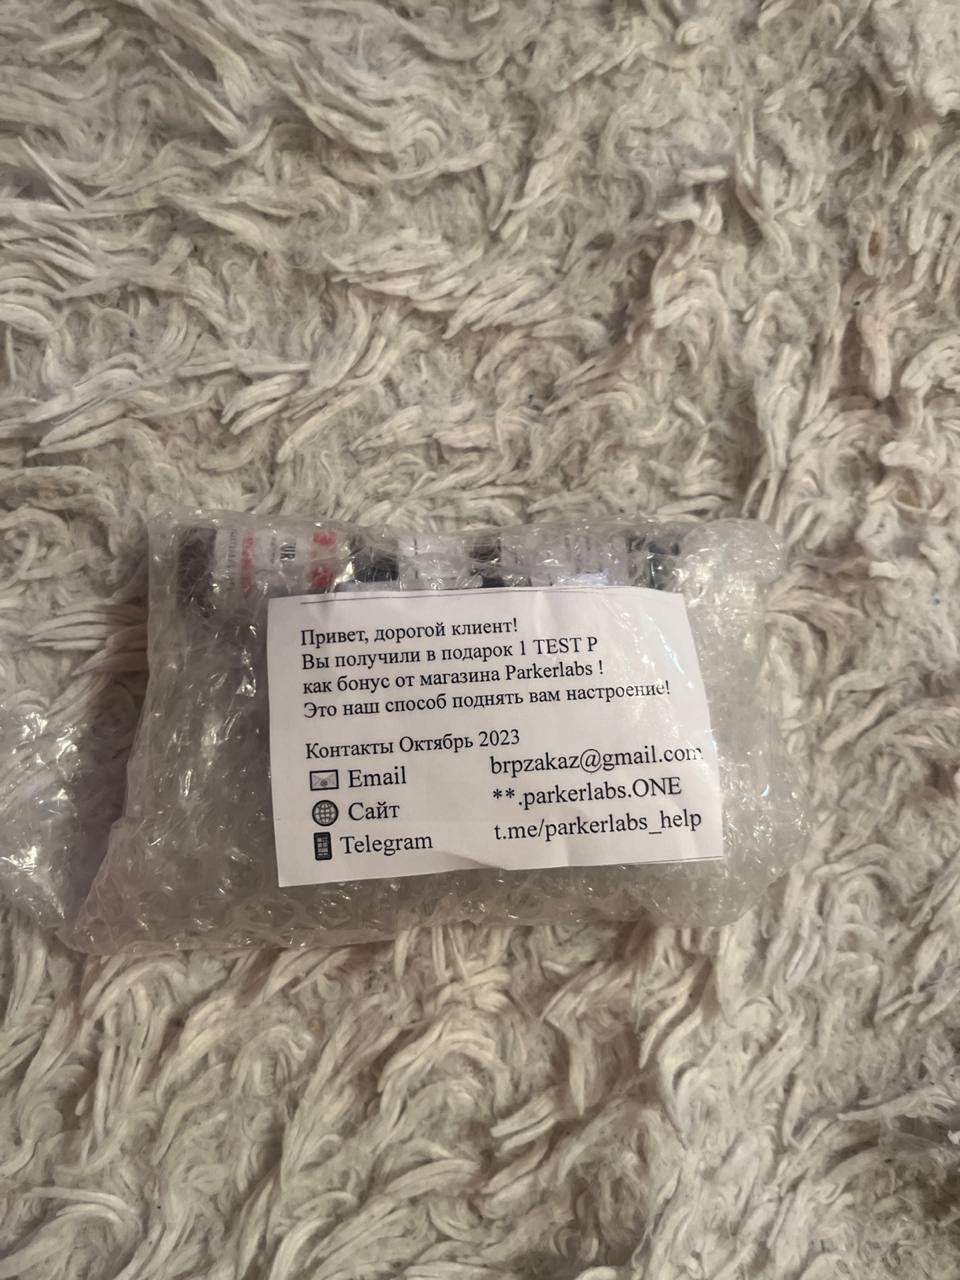 Привет, дорогой клиент!
Вы получили в подарок 1 TEST P
как бонус от магазина Parkerlabs !
Это наш способ поднять вам настроение!
Контакты Октябрь 2023
Email brpzakaz@gmail.com
Сайт **.parkerlabs.ONE
Telegram t.me/parkerlabs_help